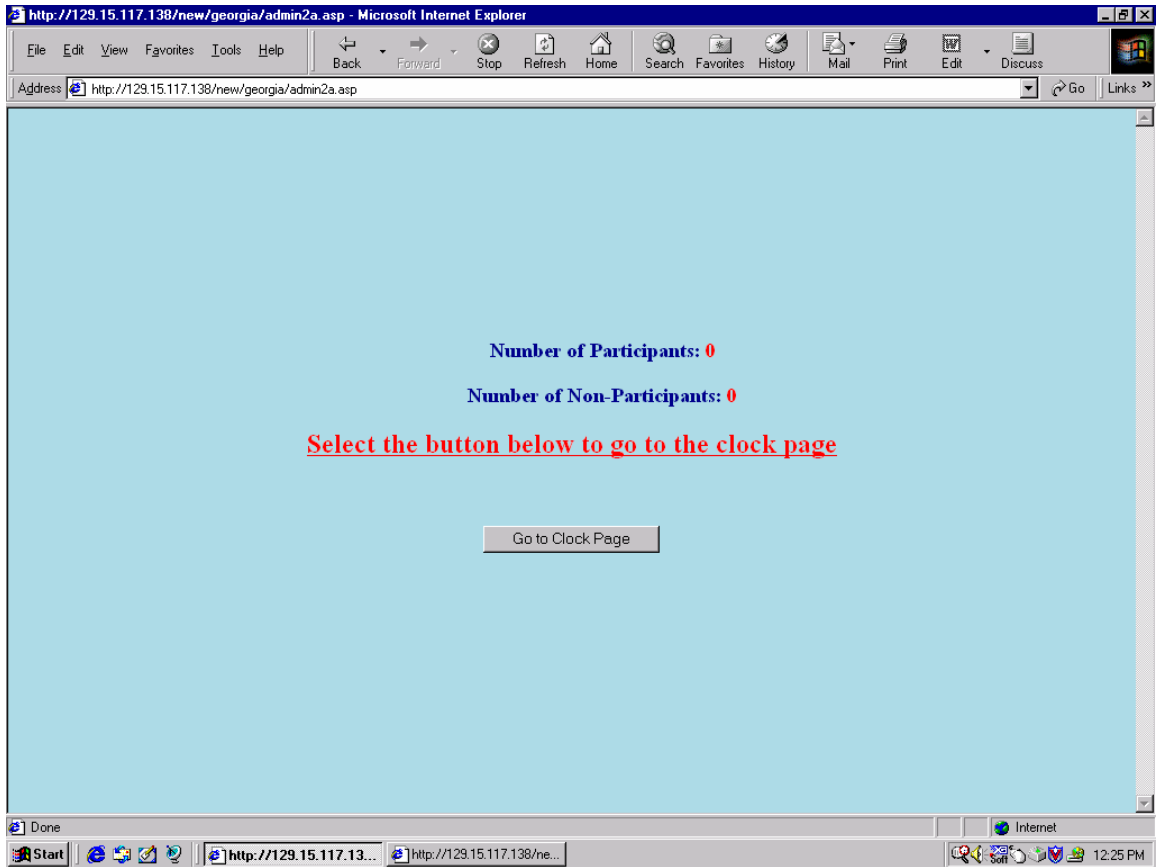 http://129.15.117.138/new/georgia/admin2a.asp - Microsoft Internet Explorer
File Edit View Favorites Tools Help Back Forward Stop Refresh Home Search Favorites History Mail Print Edit Discuss
Address http://129.15.117.138/new/georgia/admin2a.asp Go Links »
Number of Participants: 0
Number of Non-Participants: 0
Select the button below to go to the clock page
Go to Clock Page
Done Internet
Start http://129.15.117.13... http://129.15.117.138/ne... 12:25 PM